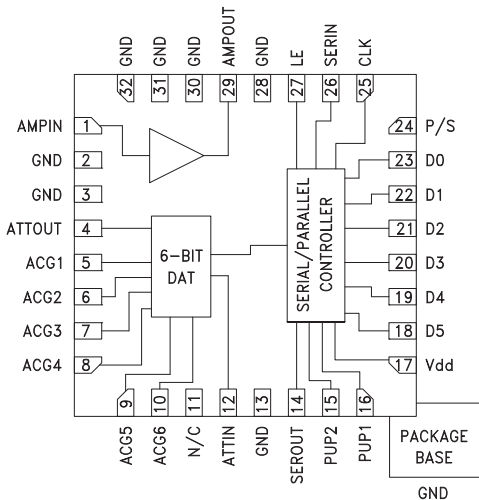 GND
GND
GND
AMPOUT
GND
LE
SERIN
CLK
32
31
30
29
28
27
26
25
AMPIN 1
GND 2
GND 3
ATTOUT 4
ACG1 5
ACG2 6
ACG3 7
ACG4 8
6-BIT
DAT
SERIAL/PARALLEL
CONTROLLER
24 P/S
23 D0
22 D1
21 D2
20 D3
19 D4
18 D5
17 Vdd
9
10
11
12
13
14
15
16
ACG5
ACG6
N/C
ATTIN
GND
SEROUT
PUP2
PUP1
PACKAGE
BASE
GND